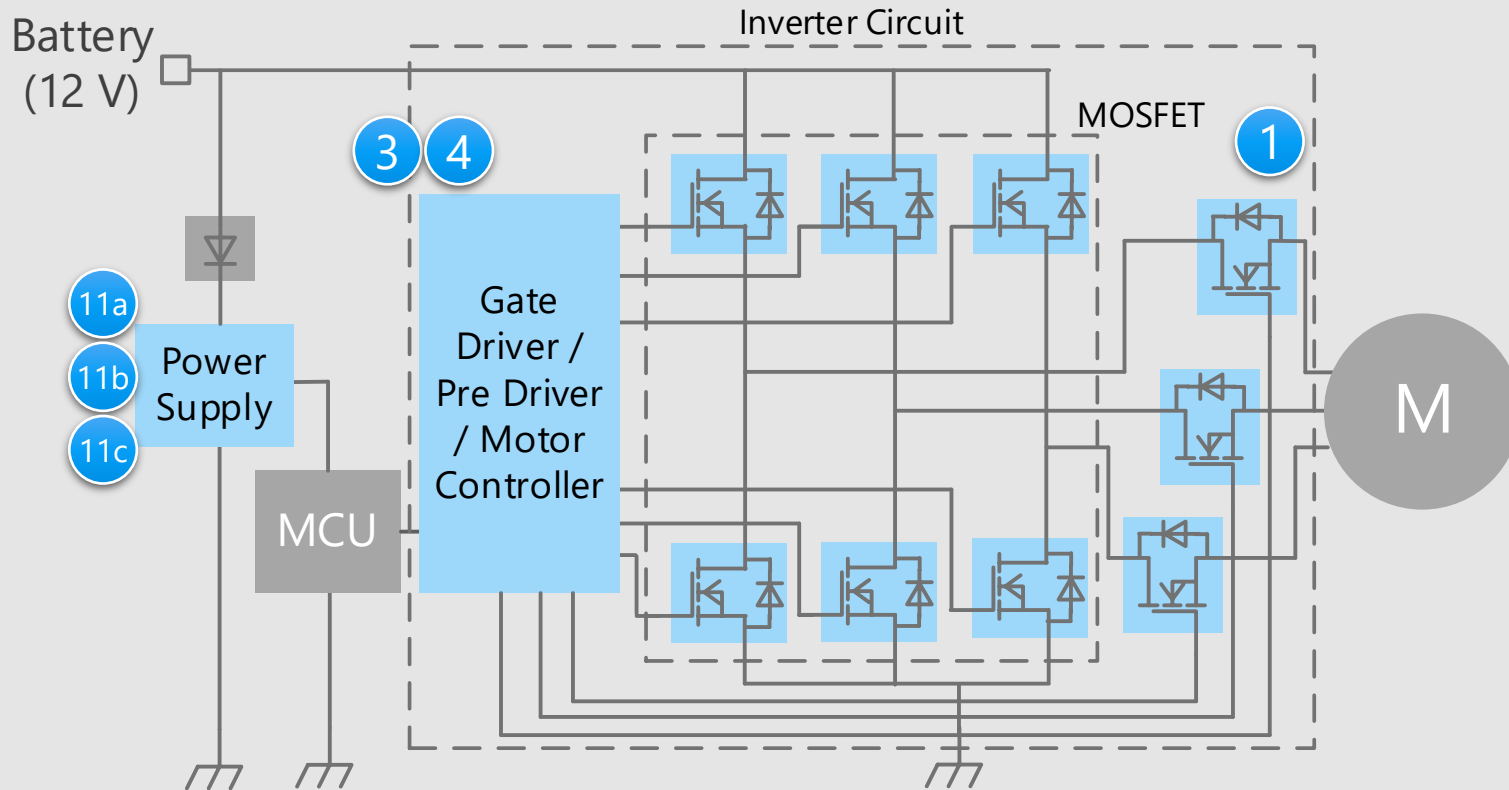 Inverter Circuit
Battery
(12 V)
MOSFET
1
3
4
11a
11b
11c
Power
Supply
Gate
Driver /
Pre Driver
/ Motor
Controller
M
MCU